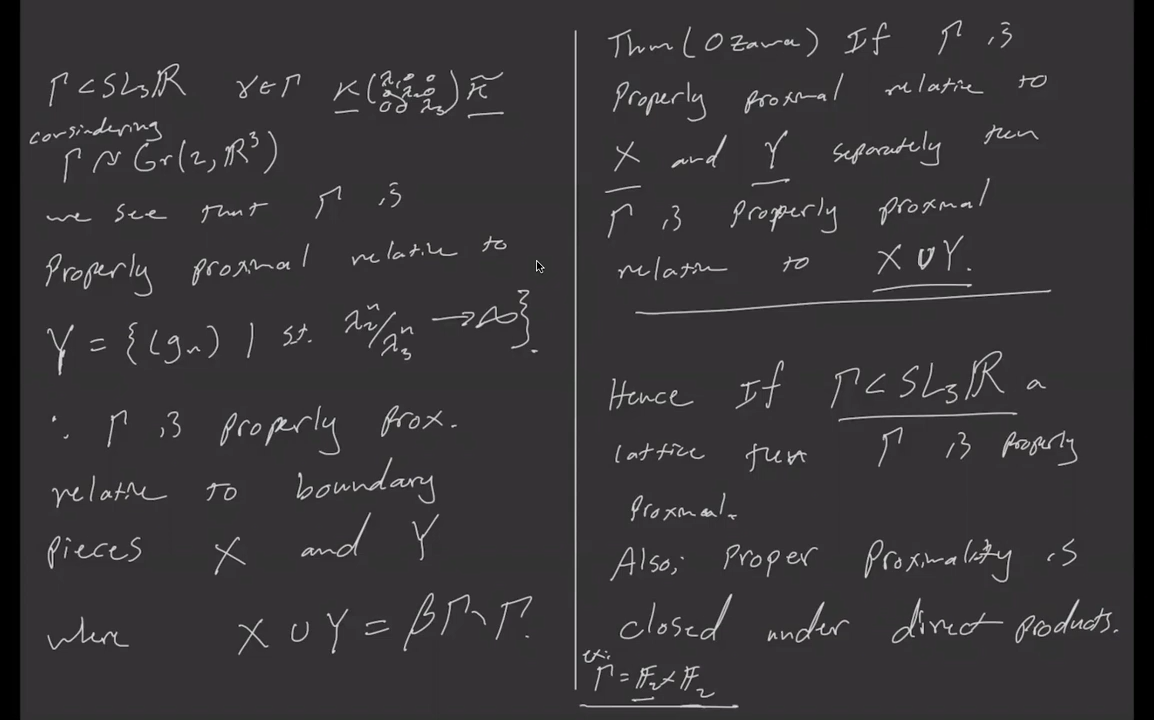 Γ < SL₃ℝ γ ∈ Γ K(λ₁ 0 0 0 λ₂ 0 0 0 λ₃) K̃
considering
Γ ↷ Gr(2, ℝ³)
we see that Γ is
Properly proximal relative to
Y = {(gₙ) | st. λ₂ⁿ/λ₃ⁿ → ∞}.
∴ Γ is properly prox.
relative to boundary
pieces X and Y
where X ∪ Y = βΓ \ Γ.
Thm (Ozawa) If Γ is
Properly proximal relative to
X and Y separately then
Γ is Properly proximal
relative to X ∪ Y.
Hence If Γ < SL₃ℝ a
lattice then Γ is properly
Proximal.
Also; Proper Proximality is
closed under direct products.
ex:
Γ = 𝔽₂ × 𝔽₂